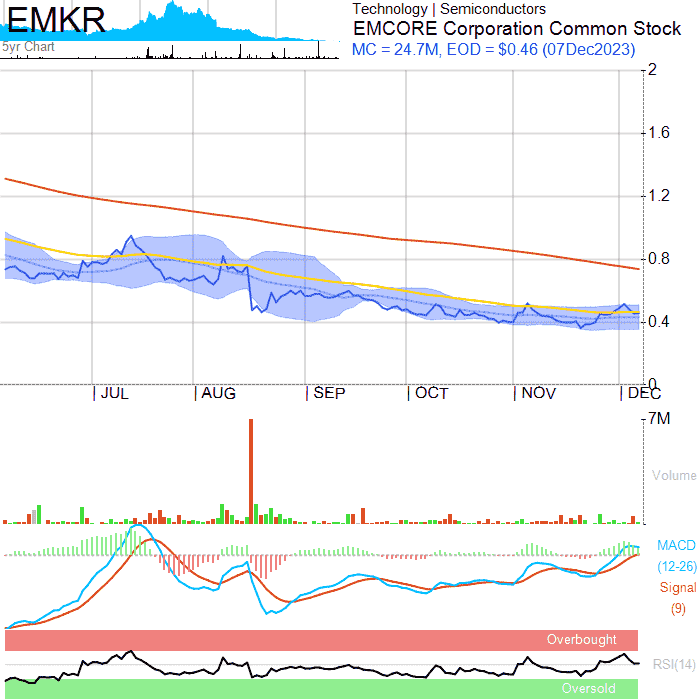 EMKR
5yr Chart
Technology | Semiconductors
EMCORE Corporation Common Stock
MC = 24.7M, EOD = $0.46 (07Dec2023)
2
1.6
1.2
0.8
0.4
0
JUL AUG SEP OCT NOV DEC
7M
Volume
MACD
(12-26)
Signal
(9)
Overbought
RSI(14)
Oversold